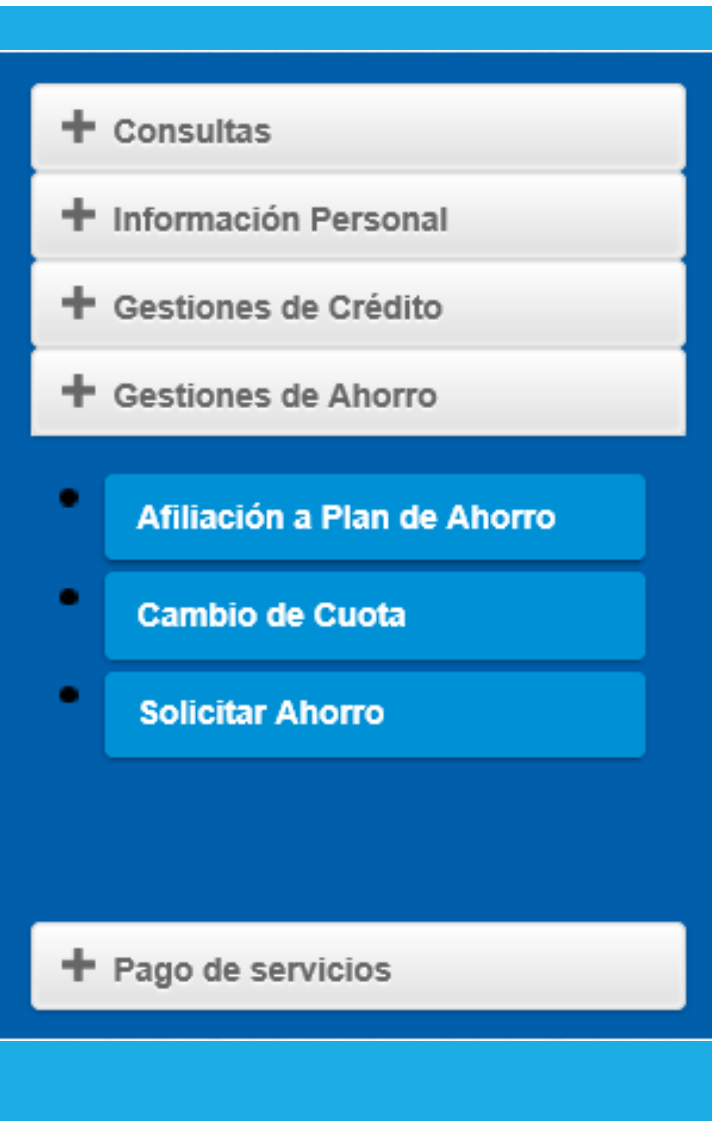 Consultas
Información Personal
Gestiones de Crédito
Gestiones de Ahorro
Afiliación a Plan de Ahorro
Cambio de Cuota
Solicitar Ahorro
Pago de servicios